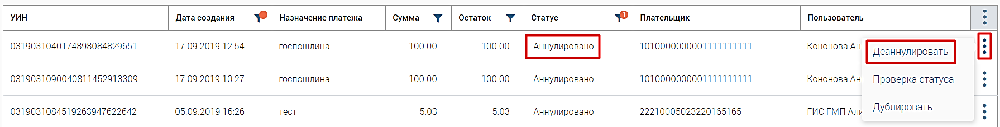 УИН Дата создания Назначение платежа Сумма Остаток Статус 1 Плательщик Пользователь
0319031040174898084829651 17.09.2019 12:54 госпошлина 100.00 100.00 Аннулировано 1010000000001111111111 Кононова Ан
Деаннулировать
0319031090040811452913309 17.09.2019 10:27 госпошлина 100.00 100.00 Аннулировано 1010000000001111111111 Кононова Ан
Проверка статуса
0319031084519263947622642 05.09.2019 16:26 тест 5.03 5.03 Аннулировано 22210005023220165165 ГИС ГМП Али
Дублировать